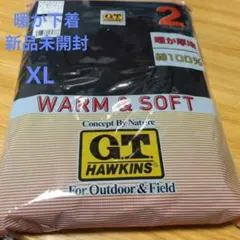 暖か下着
新品未開封
XL
2
暖か厚地
綿100%
WARM & SOFT
Concept By Nature
G.T.
HAWKINS
For Outdoor & Field